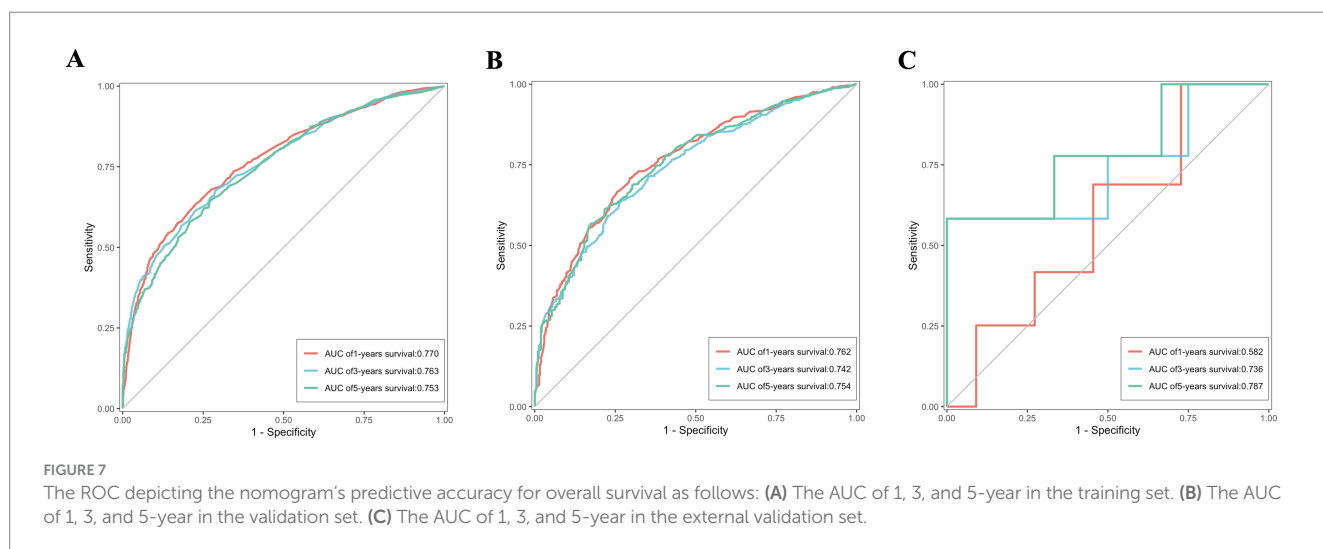 A
1.00
0.75
0.50
0.25
0.00
Sensitivity
0.00
0.25
0.50
0.75
1.00
1 - Specificity
AUC of1-years survival:0.770
AUC of3-years survival:0.763
AUC of5-years survival:0.753
B
1.00
0.75
0.50
0.25
0.00
Sensitivity
0.00
0.25
0.50
0.75
1.00
1 - Specificity
AUC of1-years survival:0.762
AUC of3-years survival:0.742
AUC of5-years survival:0.754
C
1.00
0.75
0.50
0.25
0.00
Sensitivity
0.00
0.25
0.50
0.75
1.00
1 - Specificity
AUC of1-years survival:0.582
AUC of3-years survival:0.736
AUC of5-years survival:0.787
FIGURE 7
The ROC depicting the nomogram's predictive accuracy for overall survival as follows: (A) The AUC of 1, 3, and 5-year in the training set. (B) The AUC
of 1, 3, and 5-year in the validation set. (C) The AUC of 1, 3, and 5-year in the external validation set.